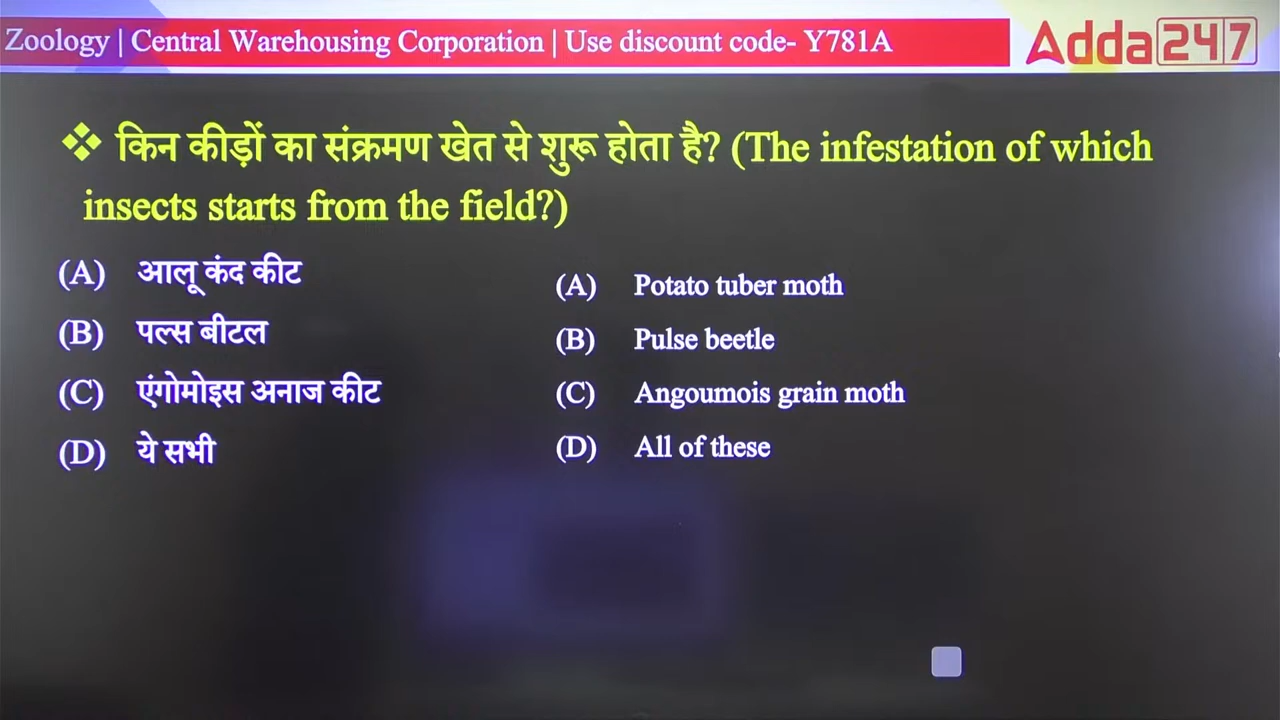 Zoology | Central Warehousing Corporation | Use discount code- Y781A
Adda247
❖ किन कीड़ों का संक्रमण खेत से शुरू होता है? (The infestation of which
insects starts from the field?)
(A) आलू कंद कीट
(B) पल्स बीटल
(C) एंगोमोइस अनाज कीट
(D) ये सभी
(A) Potato tuber moth
(B) Pulse beetle
(C) Angoumois grain moth
(D) All of these